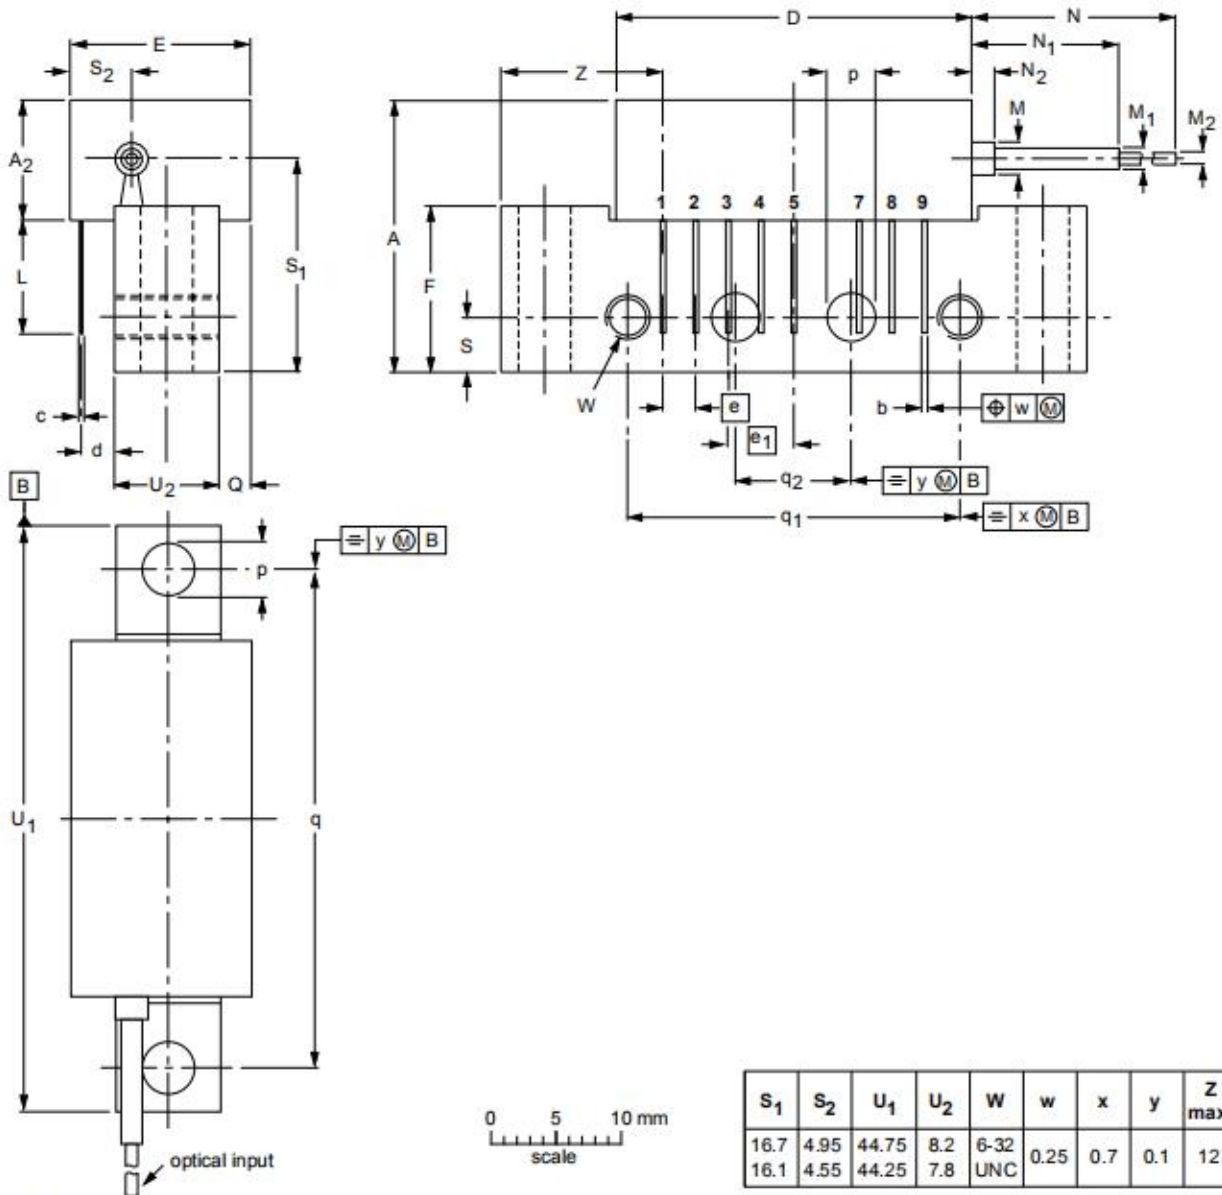 E
S2
A2
L
S1
c
d
U2
Q
D
N
N1
Z
p
N2
M
M1
M2
A
F
S
1 2 3 4 5 7 8 9
W
e
b
⌖ w Ⓜ
e1
q2
⌯ y Ⓜ B
q1
⌯ x Ⓜ B
B
⌯ y Ⓜ B
p
U1
q
optical input
0 5 10 mm
scale
S1 S2 U1 U2 W w x y Z max
16.7 4.95 44.75 8.2 6-32 0.25 0.7 0.1 12
16.1 4.55 44.25 7.8 UNC